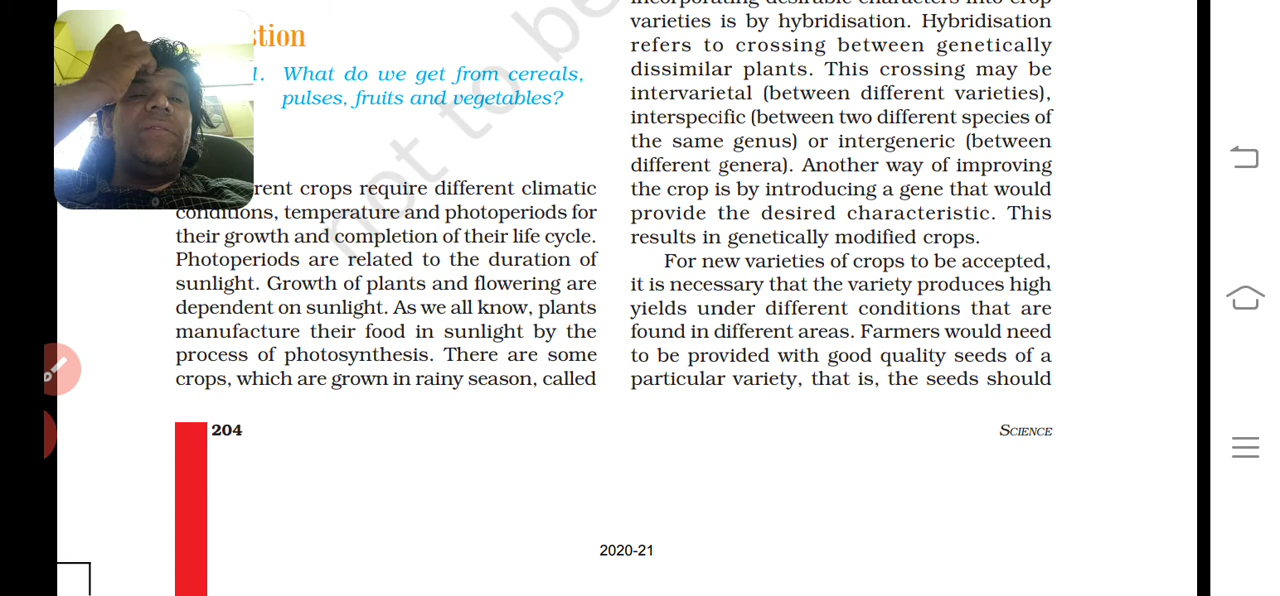 stion
1. What do we get from cereals,
pulses, fruits and vegetables?
rent crops require different climatic
conditions, temperature and photoperiods for
their growth and completion of their life cycle.
Photoperiods are related to the duration of
sunlight. Growth of plants and flowering are
dependent on sunlight. As we all know, plants
manufacture their food in sunlight by the
process of photosynthesis. There are some
crops, which are grown in rainy season, called
incorporating desirable characters into crop
varieties is by hybridisation. Hybridisation
refers to crossing between genetically
dissimilar plants. This crossing may be
intervarietal (between different varieties),
interspecific (between two different species of
the same genus) or intergeneric (between
different genera). Another way of improving
the crop is by introducing a gene that would
provide the desired characteristic. This
results in genetically modified crops.
For new varieties of crops to be accepted,
it is necessary that the variety produces high
yields under different conditions that are
found in different areas. Farmers would need
to be provided with good quality seeds of a
particular variety, that is, the seeds should
not to be
204
SCIENCE
2020-21